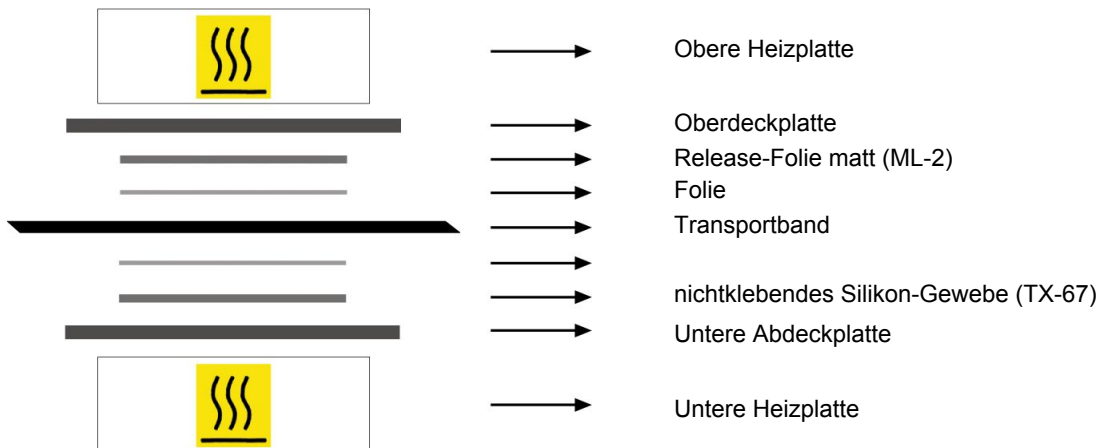 Obere Heizplatte
Oberdeckplatte
Release-Folie matt (ML-2)
Folie
Transportband
nichtklebendes Silikon-Gewebe (TX-67)
Untere Abdeckplatte
Untere Heizplatte